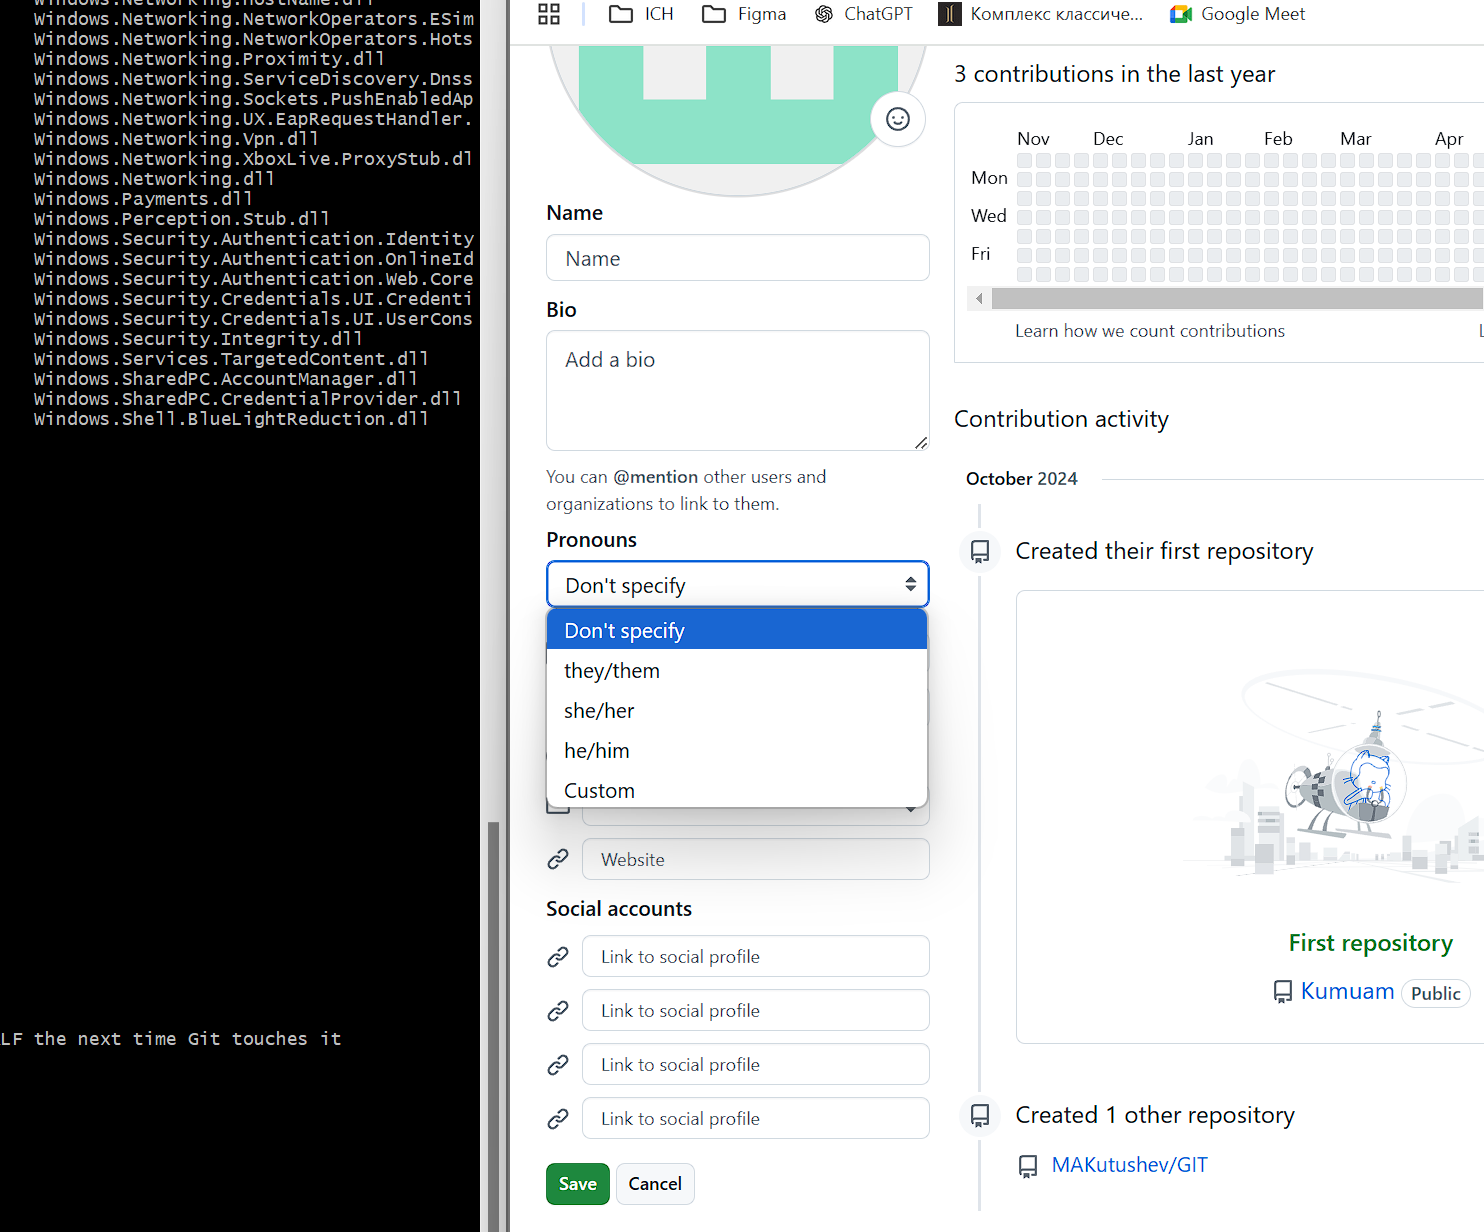 Windows.Networking.HostName.dll
Windows.Networking.NetworkOperators.ESim
Windows.Networking.NetworkOperators.Hots
Windows.Networking.Proximity.dll
Windows.Networking.ServiceDiscovery.Dnss
Windows.Networking.Sockets.PushEnabledAp
Windows.Networking.UX.EapRequestHandler.
Windows.Networking.Vpn.dll
Windows.Networking.XboxLive.ProxyStub.dl
Windows.Networking.dll
Windows.Payments.dll
Windows.Perception.Stub.dll
Windows.Security.Authentication.Identity
Windows.Security.Authentication.OnlineId
Windows.Security.Authentication.Web.Core
Windows.Security.Credentials.UI.Credenti
Windows.Security.Credentials.UI.UserCons
Windows.Security.Integrity.dll
Windows.Services.TargetedContent.dll
Windows.SharedPC.AccountManager.dll
Windows.SharedPC.CredentialProvider.dll
Windows.Shell.BlueLightReduction.dll
LF the next time Git touches it
ICH Figma ChatGPT Комплекс классиче... Google Meet
Name
Name
Bio
Add a bio
You can @mention other users and
organizations to link to them.
Pronouns
Don't specify
Don't specify
they/them
she/her
he/him
Custom
Website
Social accounts
Link to social profile
Link to social profile
Link to social profile
Link to social profile
Save Cancel
3 contributions in the last year
Nov Dec Jan Feb Mar Apr
Mon
Wed
Fri
Learn how we count contributions
Contribution activity
October 2024
Created their first repository
First repository
Kumuam Public
Created 1 other repository
MAKutushev/GIT